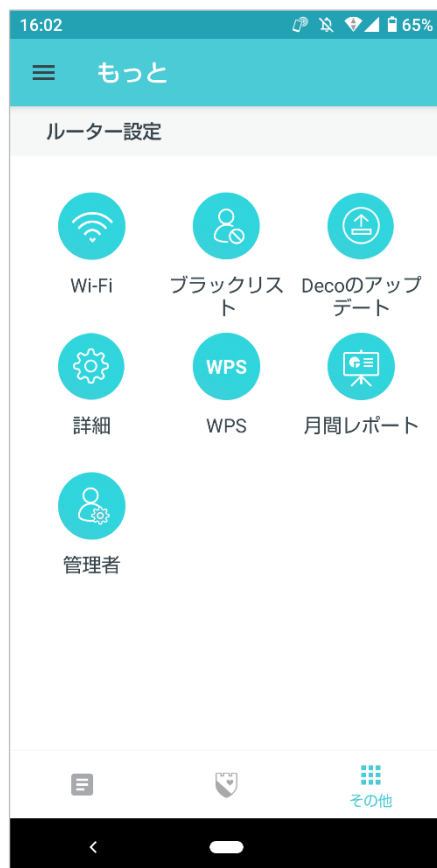 16:02
65%
もっと
ルーター設定
Wi-Fi
ブラックリス
ト
Decoのアップ
デート
詳細
WPS
WPS
月間レポート
管理者
その他